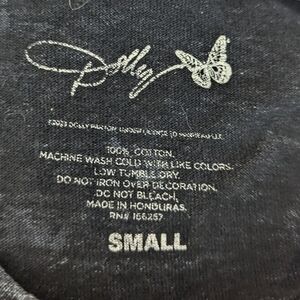 Dolly
©2023 DOLLY PARTON UNDER LICENSE TO
100% COTTON.
MACHINE WASH COLD WITH LIKE COLORS.
LOW TUMBLE DRY.
DO NOT IRON OVER DECORATION.
DO NOT BLEACH.
MADE IN HONDURAS.
RN# 166257
SMALL